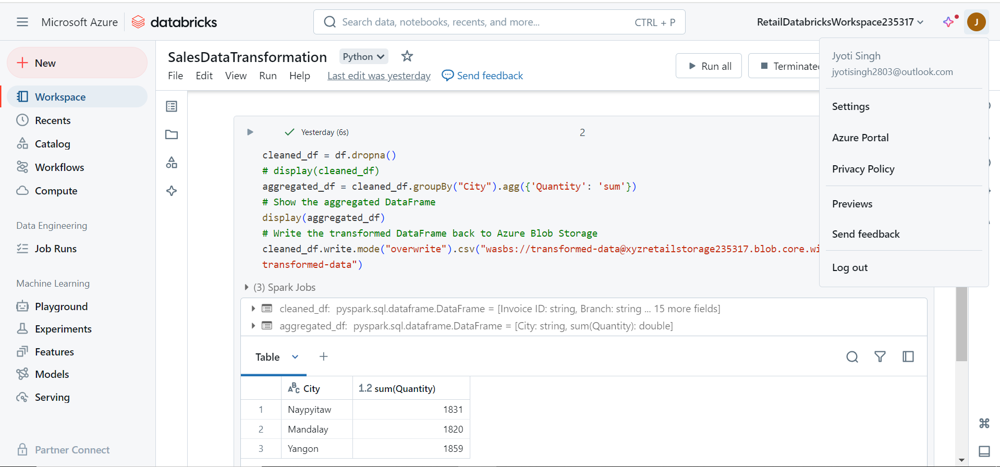 Microsoft Azure databricks
Search data, notebooks, recents, and more... CTRL + P
RetailDatabricksWorkspace235317
J
New
Workspace
Recents
Catalog
Workflows
Compute
Data Engineering
Job Runs
Machine Learning
Playground
Experiments
Features
Models
Serving
Partner Connect
SalesDataTransformation Python
File Edit View Run Help Last edit was yesterday Send feedback
Run all
Terminated
Yesterday (6s) 2
cleaned_df = df.dropna()
# display(cleaned_df)
aggregated_df = cleaned_df.groupBy("City").agg({'Quantity': 'sum'})
# Show the aggregated DataFrame
display(aggregated_df)
# Write the transformed DataFrame back to Azure Blob Storage
cleaned_df.write.mode("overwrite").csv("wasbs://transformed-data@xyzretailstorage235317.blob.core.wi
transformed-data")
(3) Spark Jobs
cleaned_df: pyspark.sql.dataframe.DataFrame = [Invoice ID: string, Branch: string ... 15 more fields]
aggregated_df: pyspark.sql.dataframe.DataFrame = [City: string, sum(Quantity): double]
Table +
ABC City 1.2 sum(Quantity)
1 Naypyitaw 1831
2 Mandalay 1820
3 Yangon 1859
Jyoti Singh
jyotisingh2803@outlook.com
Settings
Azure Portal
Privacy Policy
Previews
Send feedback
Log out